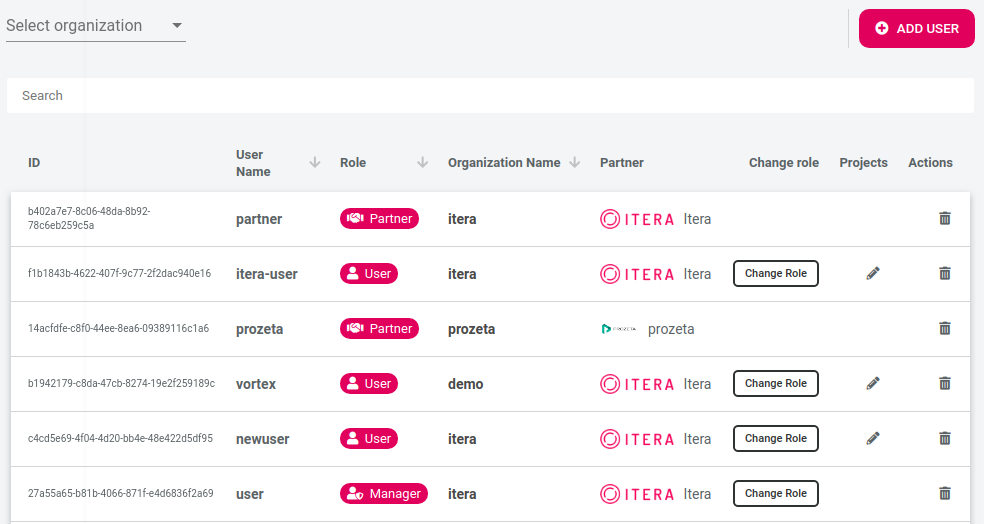 Select organization
ADD USER
Search
ID
User
Name
Role
Organization Name
Partner
Change role
Projects
Actions
b402a7e7-8c06-48da-8b92-
78c6eb259c5a
partner
Partner
itera
ITERA Itera
f1b1843b-4622-407f-9c77-2f2dac940e16
itera-user
User
itera
ITERA Itera
Change Role
14acfdfe-c8f0-44ee-8ea6-09389116c1a6
prozeta
Partner
prozeta
PROZETA prozeta
b1942179-c8da-47cb-8274-19e2f259189c
vortex
User
demo
ITERA Itera
Change Role
c4cd5e69-4f04-4d20-bb4e-48e422d5df95
newuser
User
itera
ITERA Itera
Change Role
27a55a65-b81b-4066-871f-e4d6836f2a69
user
Manager
itera
ITERA Itera
Change Role